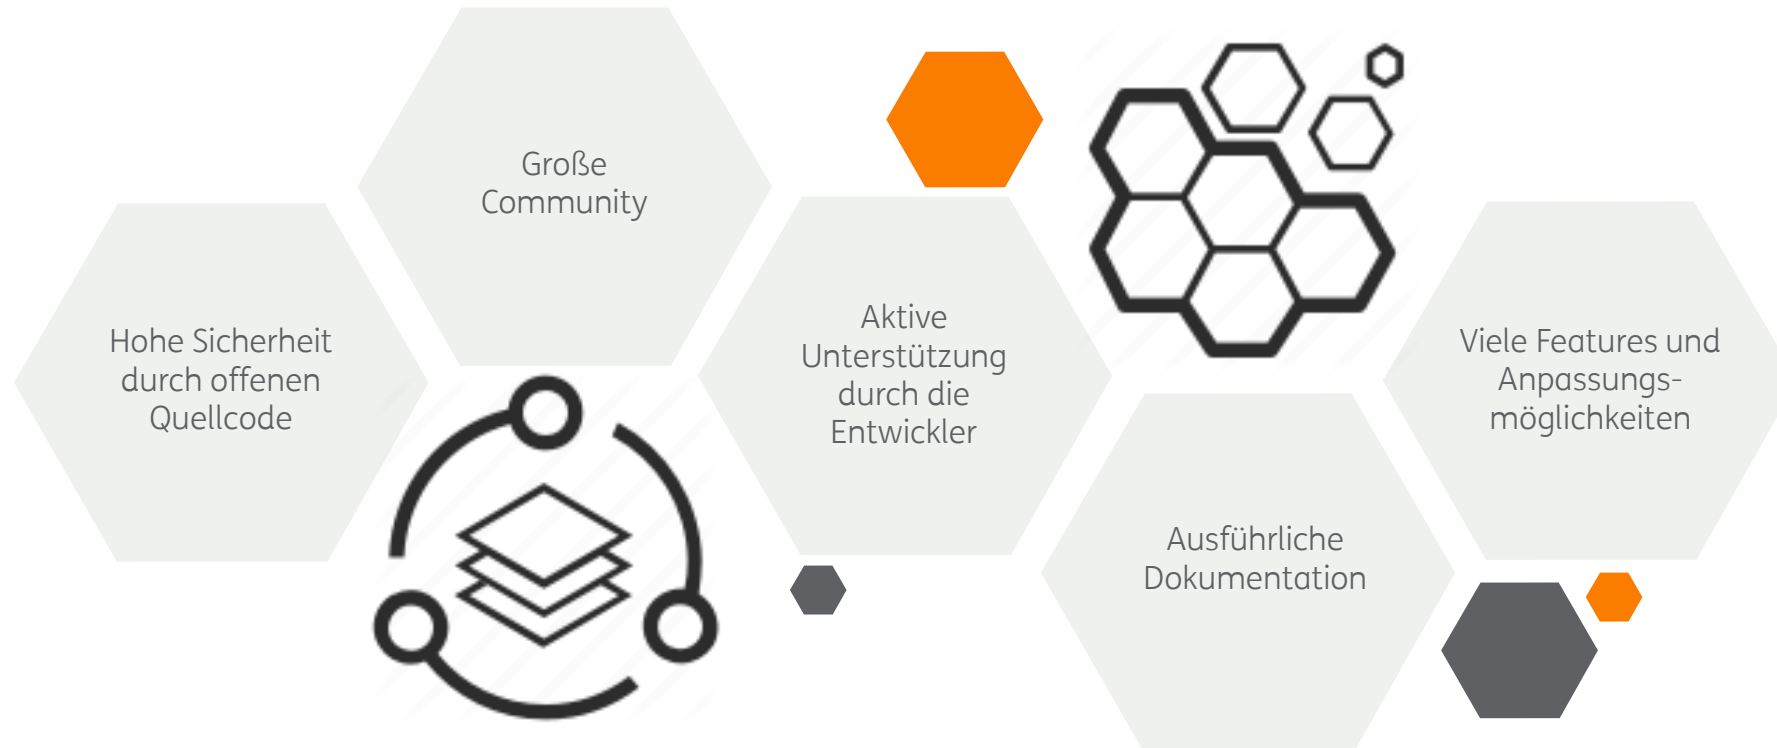 Hohe Sicherheit
durch offenen
Quellcode
Große
Community
Aktive
Unterstützung
durch die
Entwickler
Ausführliche
Dokumentation
Viele Features und
Anpassungs-
möglichkeiten